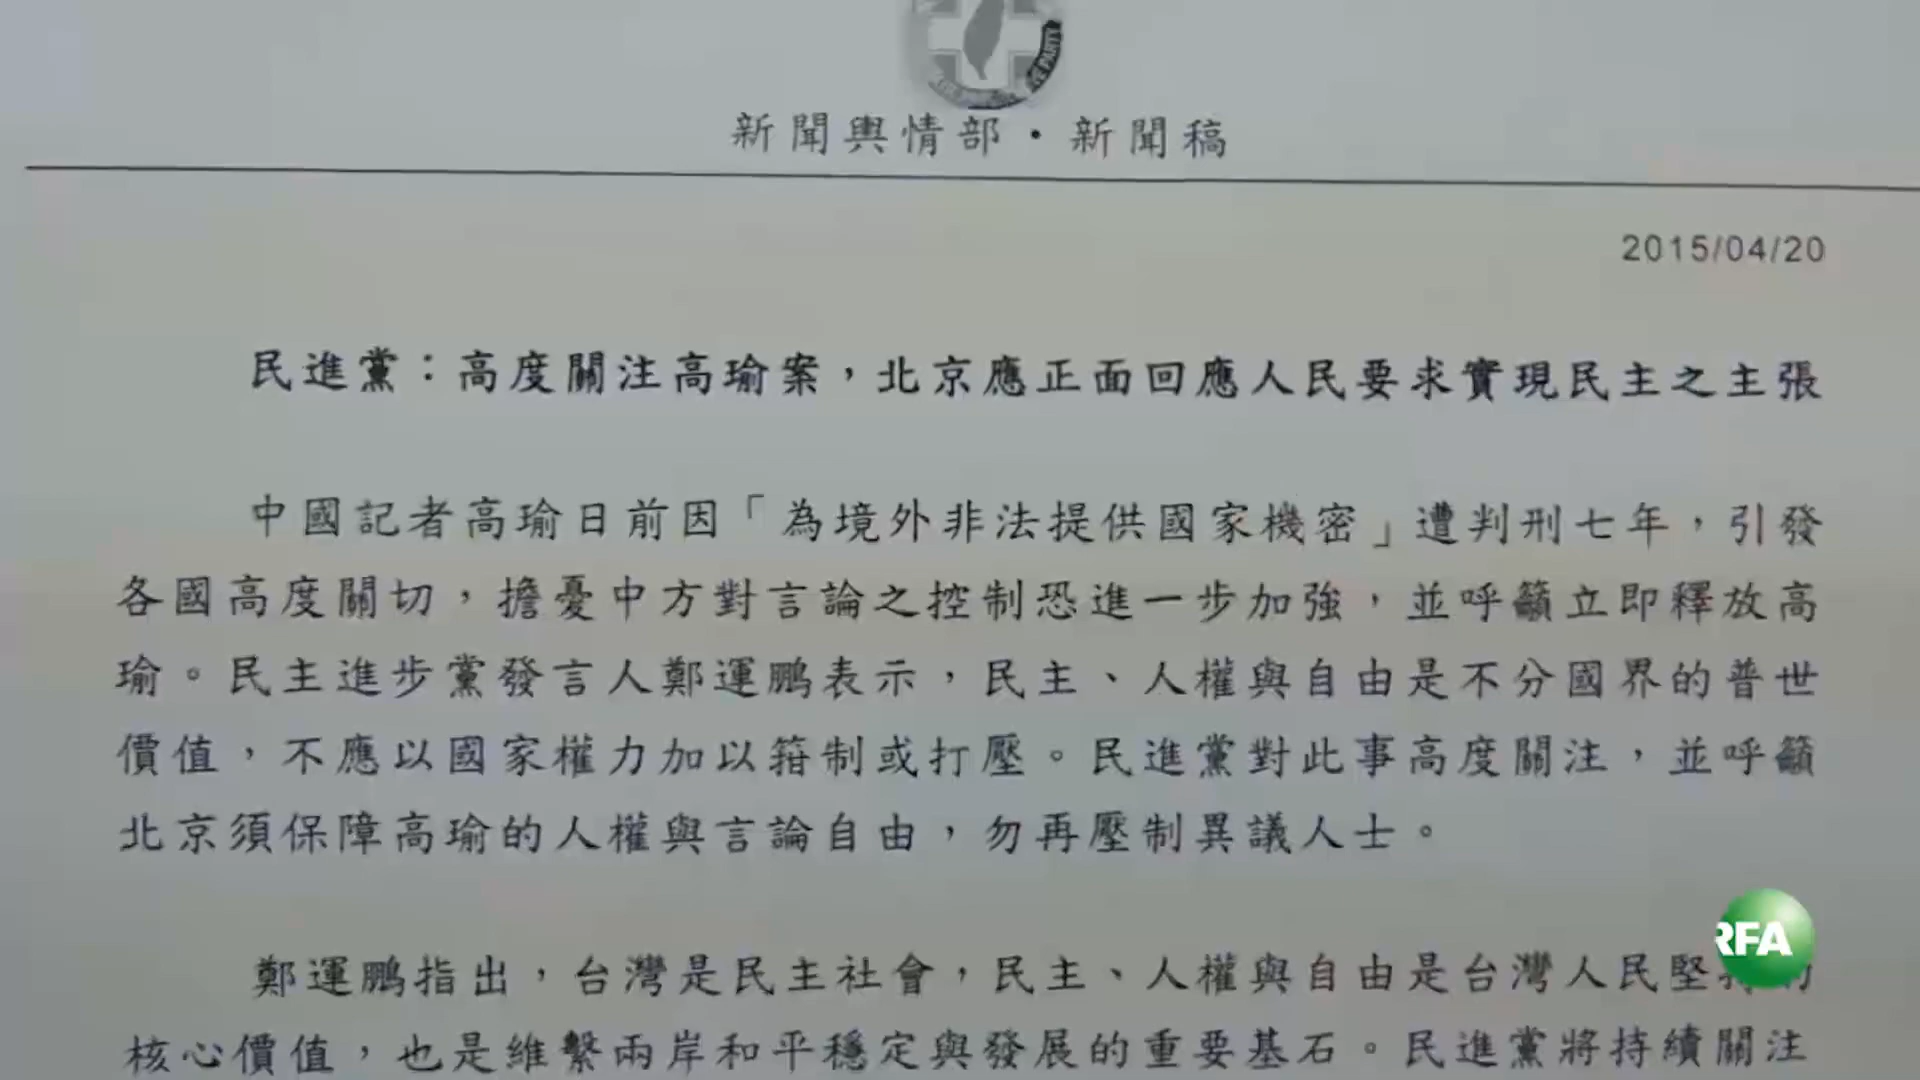 PARTY
新聞輿情部・新聞稿
2015/04/20
民進黨：高度關注高瑜案，北京應正面回應人民要求實現民主之主張
中國記者高瑜日前因「為境外非法提供國家機密」遭判刑七年，引發
各國高度關切，擔憂中方對言論之控制恐進一步加強，並呼籲立即釋放高
瑜。民主進步黨發言人鄭運鵬表示，民主、人權與自由是不分國界的普世
價值，不應以國家權力加以箝制或打壓。民進黨對此事高度關注，並呼籲
北京須保障高瑜的人權與言論自由，勿再壓制異議人士。
鄭運鵬指出，台灣是民主社會，民主、人權與自由是台灣人民堅
核心價值，也是維繫兩岸和平穩定與發展的重要基石。民進黨將持續關注
RFA